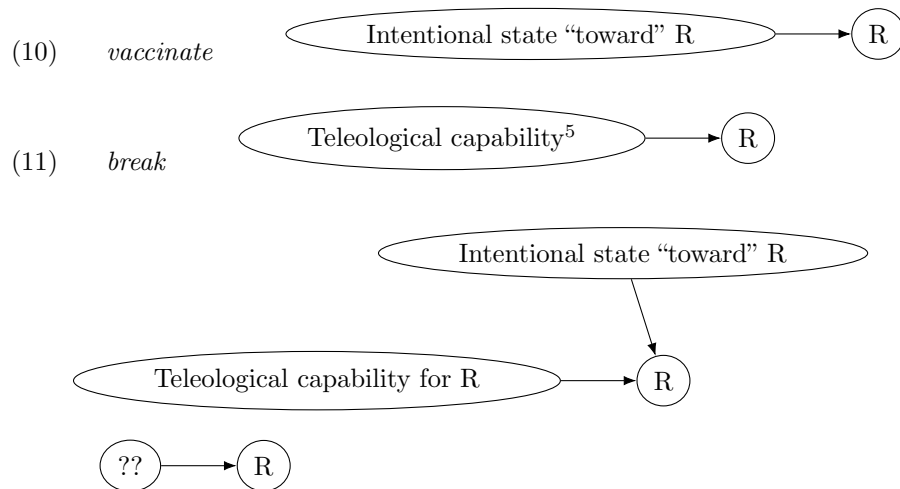 Intentional state “toward” R R
(10) vaccinate
Teleological capability⁵ R
(11) break
Intentional state “toward” R
Teleological capability for R R
?? R